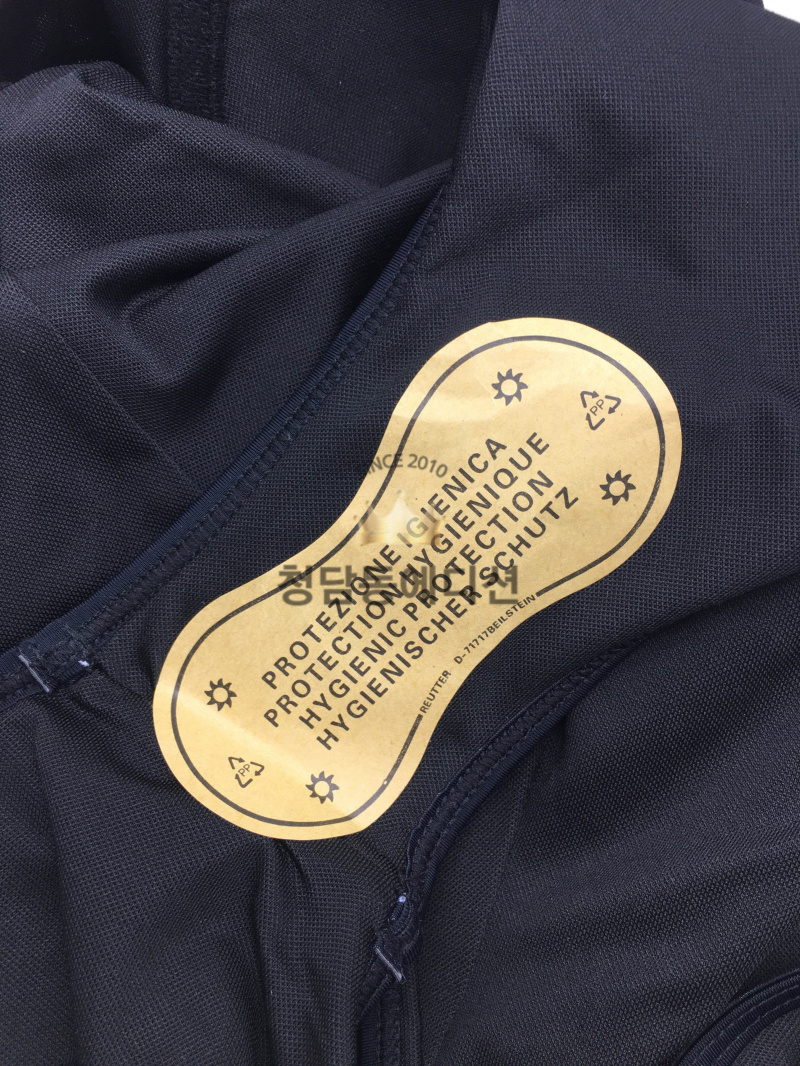 SINCE 2010
청담동에디션
PP
PROTEZIONE IGIENICA
PROTECTION HYGIENIQUE
HYGIENIC PROTECTION
HYGIENISCHER SCHUTZ
REUTTER D-71717BEILSTEIN
PP